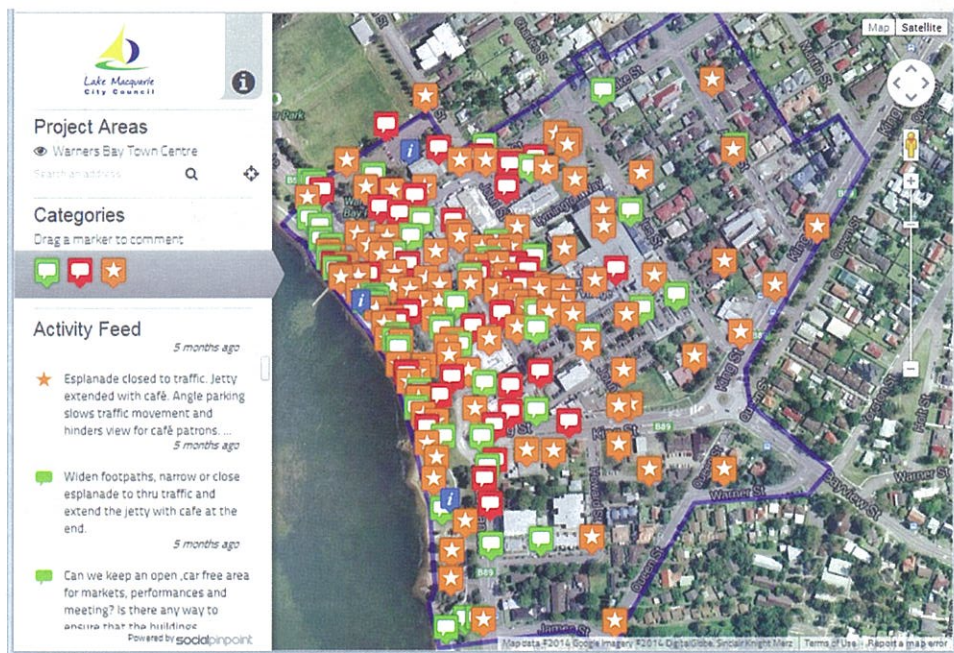 Lake Macquarie
City Council
i
Project Areas
Warners Bay Town Centre
Search an address
Categories
Drag a marker to comment
Activity Feed
5 months ago
Esplanade closed to traffic. Jetty
extended with café. Angle parking
slows traffic movement and
hinders view for café patrons. ...
5 months ago
Widen footpaths, narrow or close
esplanade to thru traffic and
extend the jetty with cafe at the
end.
5 months ago
Can we keep an open ,car free area
for markets, performances and
meeting? Is there any way to
ensure that the buildings
Powered by socialpinpoint
Map
Satellite
i
i
i
King St
B89
Queen St
Warner St
Warner St
Bayview St
Queen St
B89
James St
Map data ©2014 Google Imagery ©2014 DigitalGlobe, Sinclair Knight Merz
Terms of Use
Report a map error